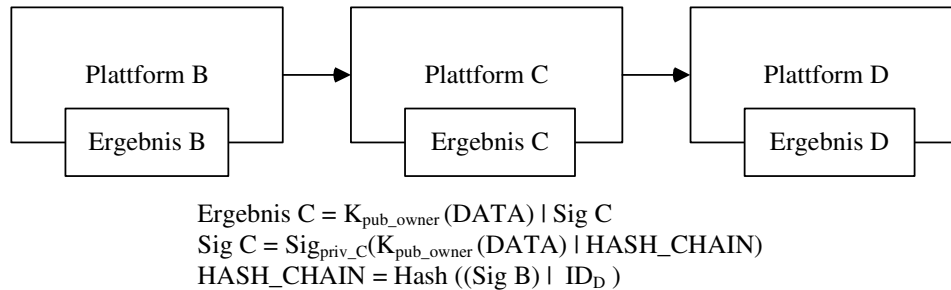 Plattform B
Plattform C
Plattform D
Ergebnis B
Ergebnis C
Ergebnis D
Ergebnis C = K_pub_owner (DATA) | Sig C
Sig C = Sig_priv_C(K_pub_owner (DATA) | HASH_CHAIN)
HASH_CHAIN = Hash ((Sig B) | ID_D )